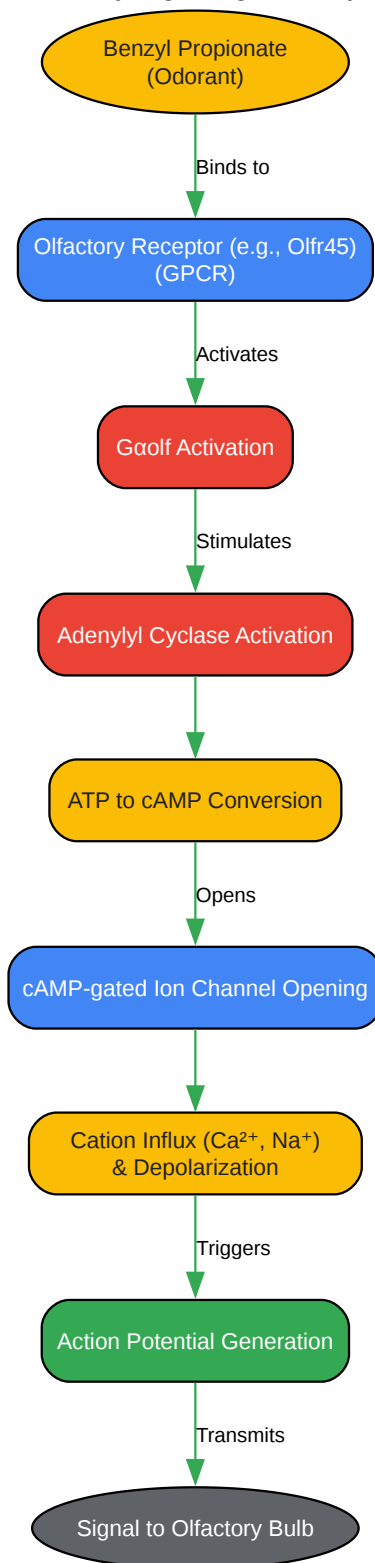 Benzyl Propionate
(Odorant)
Binds to
Olfactory Receptor (e.g., Olfr45)
(GPCR)
Activates
Gαolf Activation
Stimulates
Adenylyl Cyclase Activation
ATP to cAMP Conversion
Opens
cAMP-gated Ion Channel Opening
Cation Influx (Ca²⁺, Na⁺)
& Depolarization
Triggers
Action Potential Generation
Transmits
Signal to Olfactory Bulb